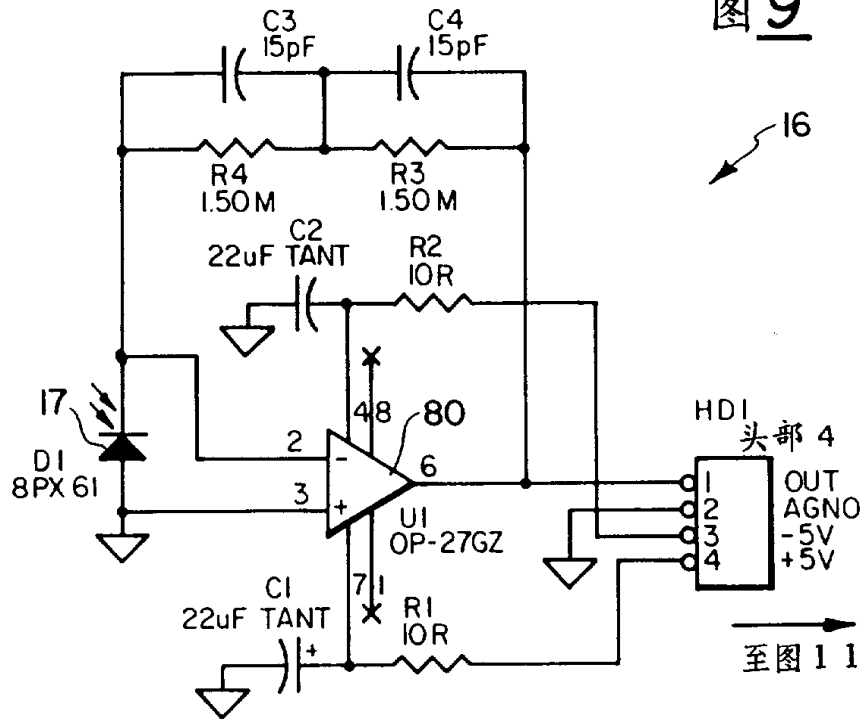 图 9
C3
15pF
C4
15pF
16
R4
1.50M
R3
1.50M
C2
22uF TANT
R2
10R
17
4
8
80
HD1
头部 4
D1
8PX61
2
-
6
3
+
U1
OP-27GZ
1
OUT
2
AGNO
3
-5V
4
+5V
7
1
C1
22uF TANT
+
R1
10R
至图11